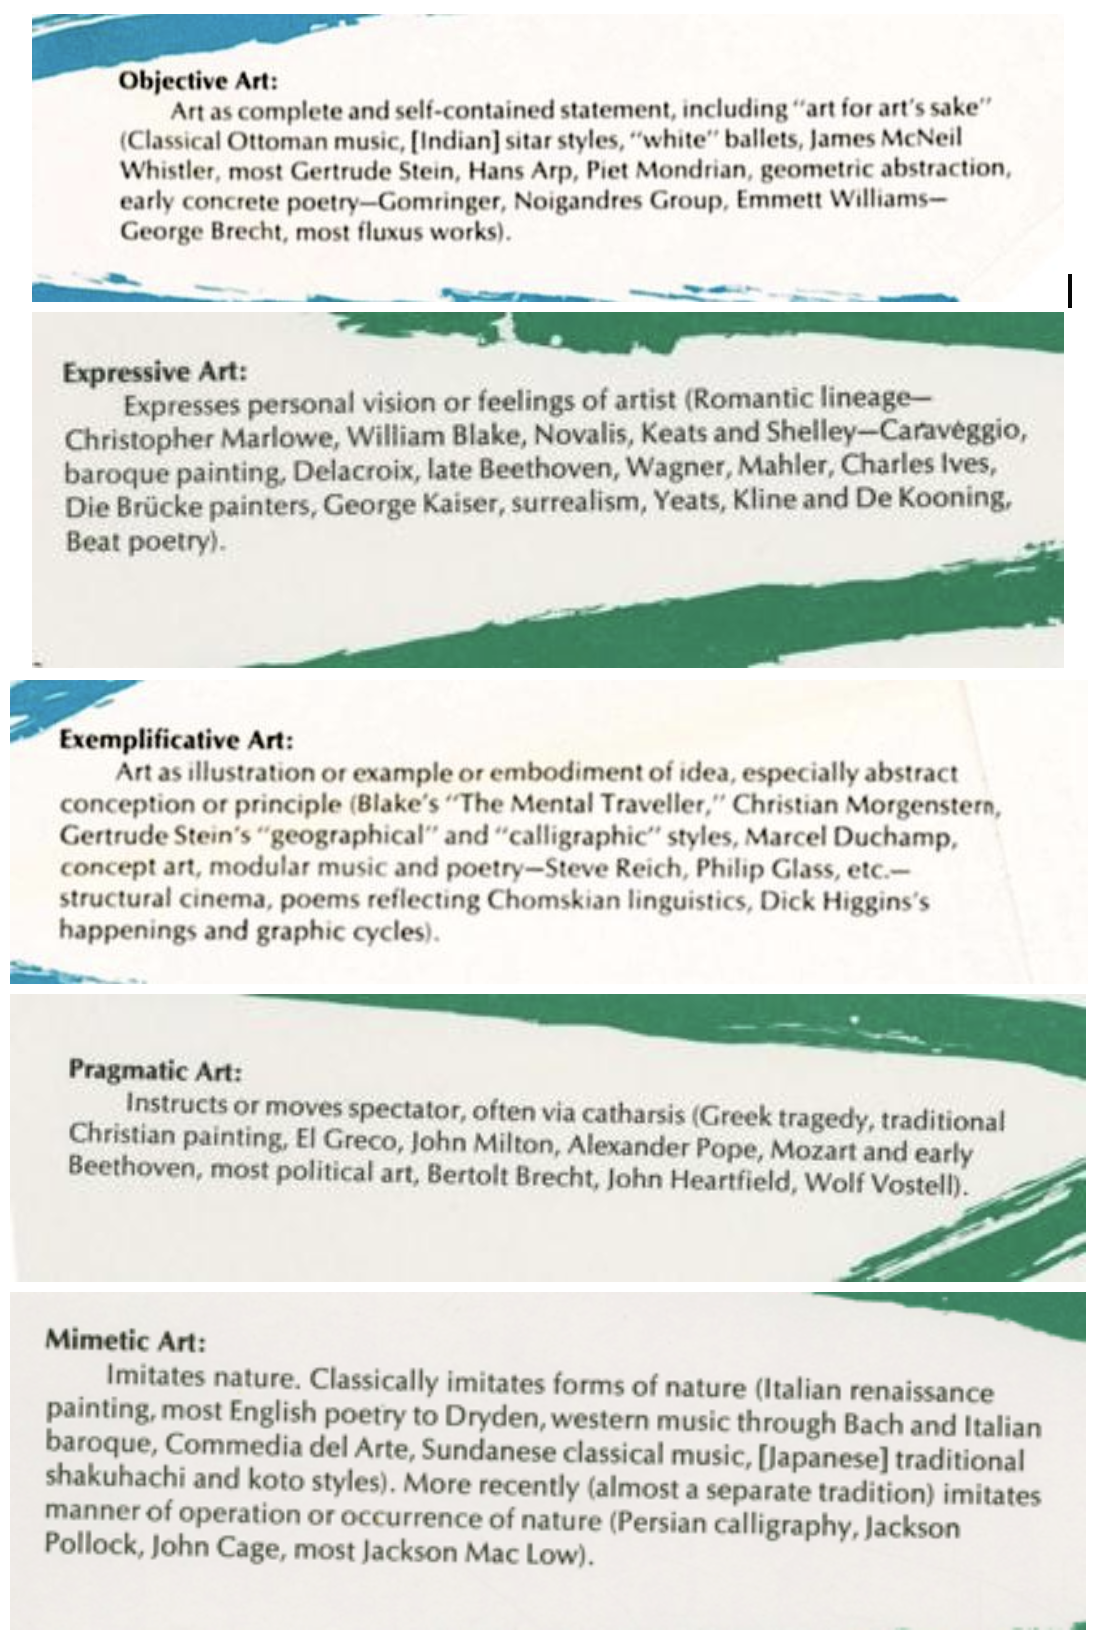 Objective Art:
Art as complete and self-contained statement, including “art for art’s sake”
(Classical Ottoman music, [Indian] sitar styles, “white” ballets, James McNeil
Whistler, most Gertrude Stein, Hans Arp, Piet Mondrian, geometric abstraction,
early concrete poetry—Gomringer, Noigandres Group, Emmett Williams—
George Brecht, most fluxus works).
Expressive Art:
Expresses personal vision or feelings of artist (Romantic lineage—
Christopher Marlowe, William Blake, Novalis, Keats and Shelley—Caravèggio,
baroque painting, Delacroix, late Beethoven, Wagner, Mahler, Charles Ives,
Die Brücke painters, George Kaiser, surrealism, Yeats, Kline and De Kooning,
Beat poetry).
Exemplificative Art:
Art as illustration or example or embodiment of idea, especially abstract
conception or principle (Blake’s “The Mental Traveller,” Christian Morgenstern,
Gertrude Stein’s “geographical” and “calligraphic” styles, Marcel Duchamp,
concept art, modular music and poetry—Steve Reich, Philip Glass, etc.—
structural cinema, poems reflecting Chomskian linguistics, Dick Higgins’s
happenings and graphic cycles).
Pragmatic Art:
Instructs or moves spectator, often via catharsis (Greek tragedy, traditional
Christian painting, El Greco, John Milton, Alexander Pope, Mozart and early
Beethoven, most political art, Bertolt Brecht, John Heartfield, Wolf Vostell).
Mimetic Art:
Imitates nature. Classically imitates forms of nature (Italian renaissance
painting, most English poetry to Dryden, western music through Bach and Italian
baroque, Commedia del Arte, Sundanese classical music, [Japanese] traditional
shakuhachi and koto styles). More recently (almost a separate tradition) imitates
manner of operation or occurrence of nature (Persian calligraphy, Jackson
Pollock, John Cage, most Jackson Mac Low).